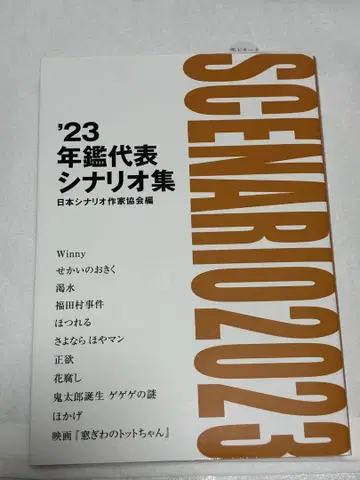 '23
年鑑代表
シナリオ集
日本シナリオ作家協会編
Winny
せかいのおきく
渇水
福田村事件
ほつれる
さよなら ほやマン
正欲
花腐し
鬼太郎誕生 ゲゲゲの謎
ほかげ
映画『窓ぎわのトットちゃん』
SCENARIO2023